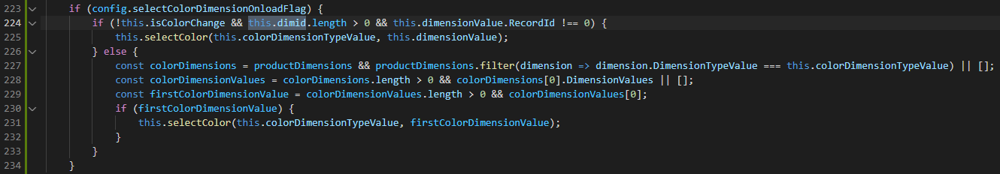 223 if (config.selectColorDimensionOnloadFlag) {
224 if (!this.isColorChange && this.dimid.length > 0 && this.dimensionValue.RecordId !== 0) {
225 this.selectColor(this.colorDimensionTypeValue, this.dimensionValue);
226 } else {
227 const colorDimensions = productDimensions && productDimensions.filter(dimension => dimension.DimensionTypeValue === this.colorDimensionTypeValue) || [];
228 const colorDimensionValues = colorDimensions.length > 0 && colorDimensions[0].DimensionValues || [];
229 const firstColorDimensionValue = colorDimensionValues.length > 0 && colorDimensionValues[0];
230 if (firstColorDimensionValue) {
231 this.selectColor(this.colorDimensionTypeValue, firstColorDimensionValue);
232 }
233 }
234 }